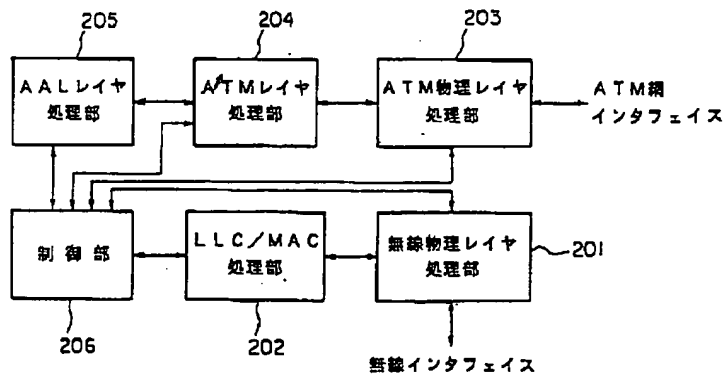 205
204
203
AALレイヤ
処理部
ATMレイヤ
処理部
ATM物理レイヤ
処理部
ATM網
インタフェイス
制御部
LLC/MAC
処理部
無線物理レイヤ
処理部
201
206
202
無線インタフェイス